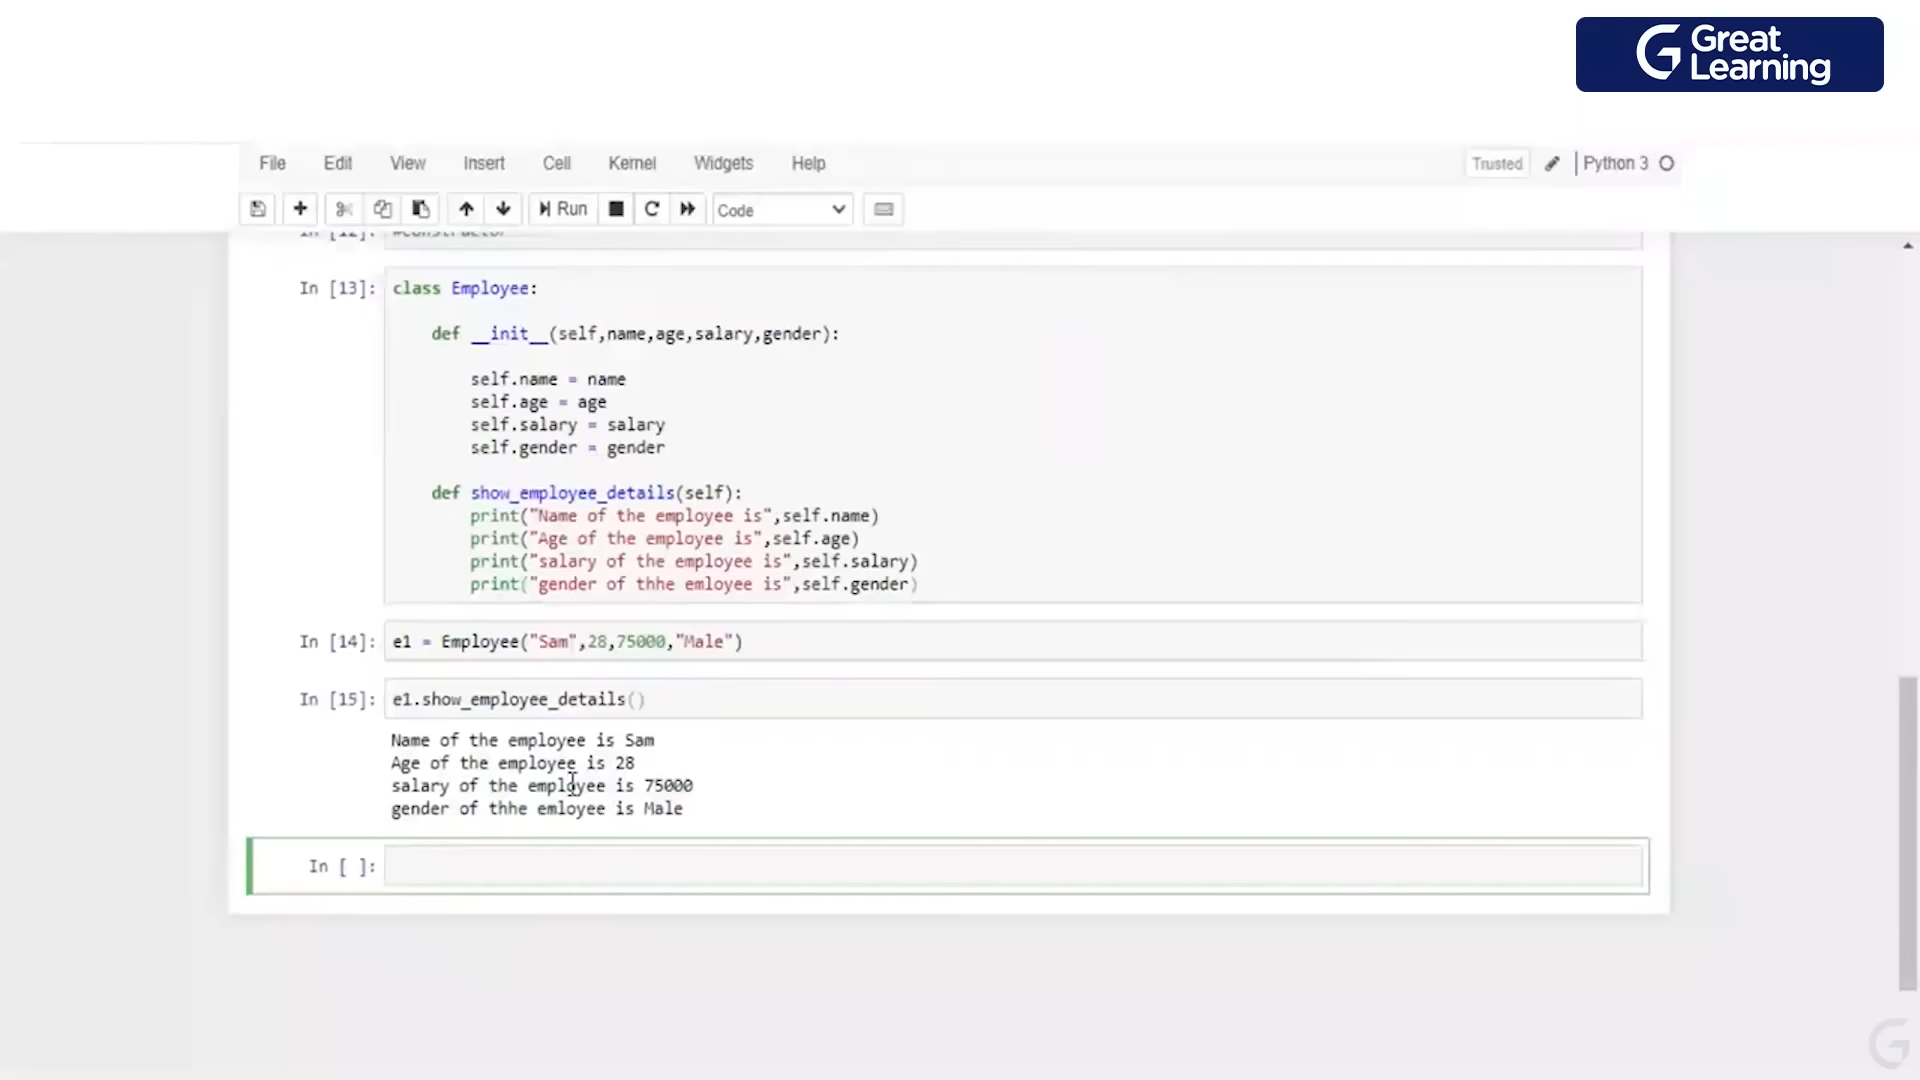 Great
Learning
File Edit View Insert Cell Kernel Widgets Help Trusted Python 3
Run Code
In [12]: #constructor
In [13]: class Employee:
def __init__(self,name,age,salary,gender):
self.name = name
self.age = age
self.salary = salary
self.gender = gender
def show_employee_details(self):
print("Name of the employee is",self.name)
print("Age of the employee is",self.age)
print("salary of the employee is",self.salary)
print("gender of thhe emloyee is",self.gender)
In [14]: e1 = Employee("Sam",28,75000,"Male")
In [15]: e1.show_employee_details()
Name of the employee is Sam
Age of the employee is 28
salary of the employee is 75000
gender of thhe emloyee is Male
In [ ]: